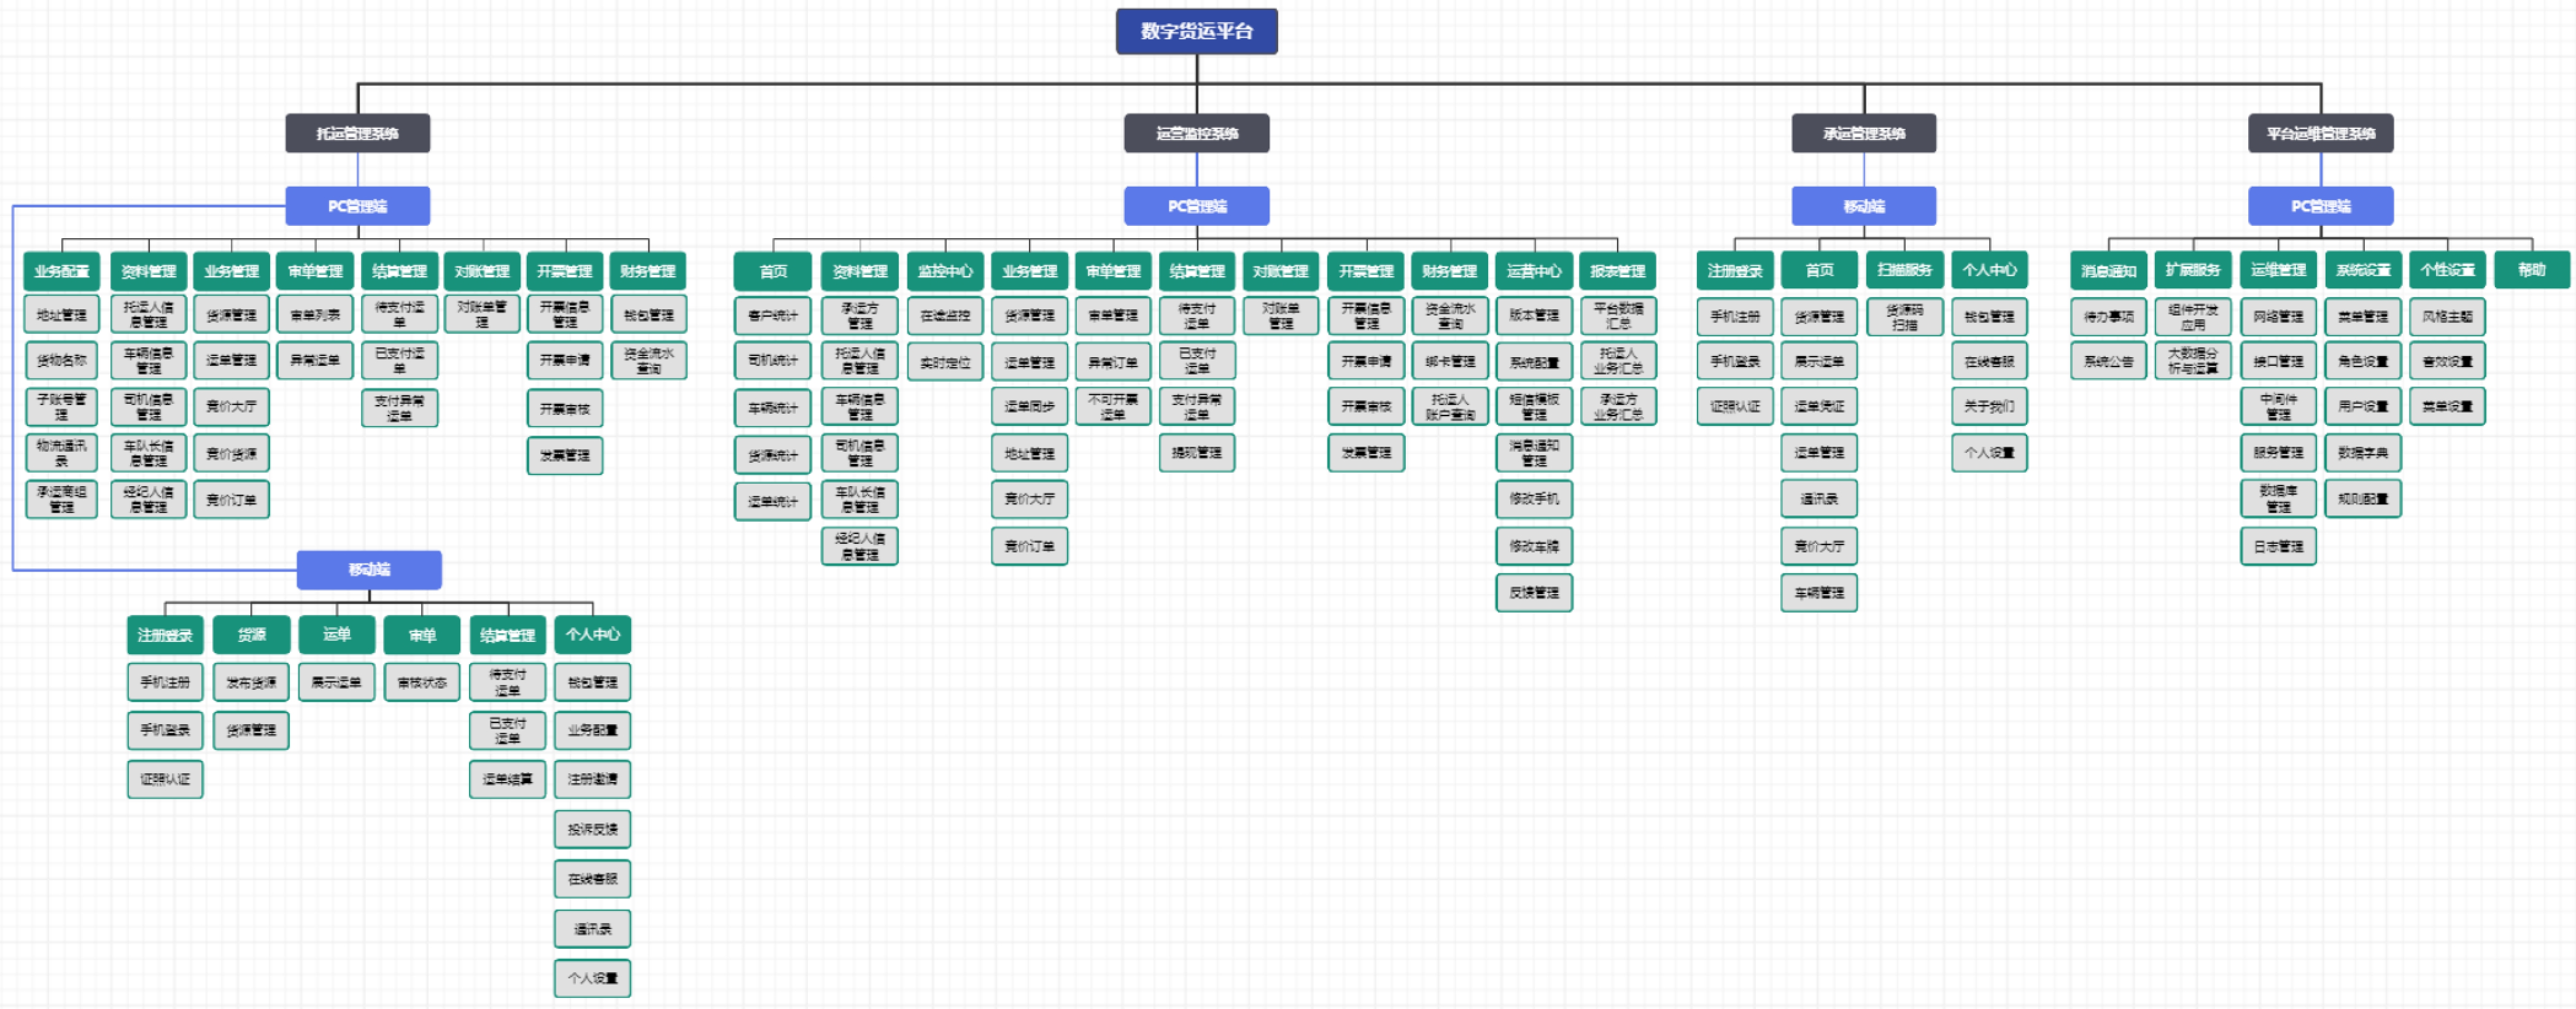 数字货运平台
托运管理系统
运营监控系统
承运管理系统
平台运维管理系统
PC管理端
PC管理端
移动端
PC管理端
业务配置
地址管理
货物名称
子账号管
理
物流通讯
录
承运商组
管理
资料管理
托运人信
息管理
车辆信息
管理
司机信息
管理
车队长信
息管理
经纪人信
息管理
业务管理
货源管理
运单管理
竞价大厅
竞价货源
竞价订单
审单管理
审单列表
异常运单
结算管理
待支付运
单
已支付运
单
支付异常
运单
对账管理
对账单管
理
开票管理
开票信息
管理
开票申请
开票审核
发票管理
财务管理
钱包管理
资金流水
查询
首页
客户统计
司机统计
车辆统计
货源统计
运单统计
资料管理
承运方
管理
托运人信
息管理
车辆信息
管理
司机信息
管理
车队长信
息管理
经纪人信
息管理
监控中心
在途监控
实时定位
业务管理
货源管理
运单管理
运单同步
地址管理
竞价大厅
竞价订单
审单管理
审单管理
异常订单
不可开票
运单
结算管理
待支付
运单
已支付
运单
支付异常
运单
提现管理
对账管理
对账单
管理
开票管理
开票信息
管理
开票申请
开票审核
发票管理
财务管理
资金流水
查询
绑卡管理
托运人
账户查询
运营中心
版本管理
系统配置
短信模板
管理
消息通知
管理
修改手机
修改车牌
反馈管理
报表管理
平台数据
汇总
托运人
业务汇总
承运方
业务汇总
注册登录
手机注册
手机登录
证照认证
首页
货源管理
展示运单
运单凭证
运单管理
通讯录
竞价大厅
车辆管理
扫描服务
货源码
扫描
个人中心
钱包管理
在线客服
关于我们
个人设置
消息通知
待办事项
系统公告
扩展服务
组件开发
应用
大数据分
析与运算
运维管理
网络管理
接口管理
中间件
管理
服务管理
数据库
管理
日志管理
系统设置
菜单管理
角色设置
用户设置
数据字典
规则配置
个性设置
风格主题
音效设置
菜单设置
帮助
移动端
注册登录
手机注册
手机登录
证照认证
货源
发布货源
货源管理
运单
展示运单
审单
审核状态
结算管理
待支付
运单
已支付
运单
运单结算
个人中心
钱包管理
业务配置
注册邀请
投诉反馈
在线客服
通讯录
个人设置